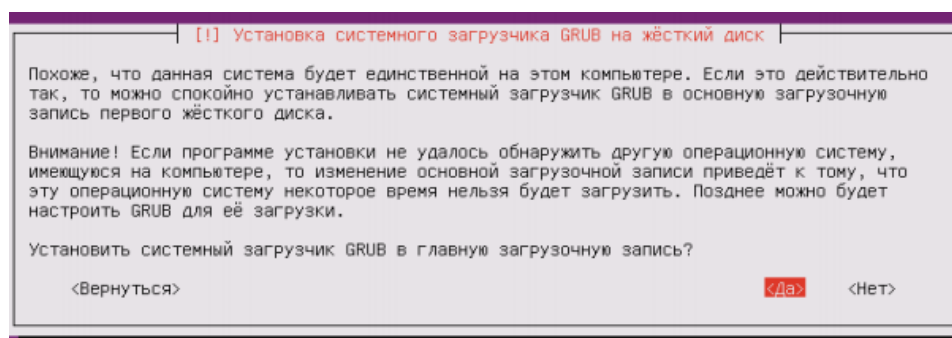 [!] Установка системного загрузчика GRUB на жёсткий диск
Похоже, что данная система будет единственной на этом компьютере. Если это действительно
так, то можно спокойно устанавливать системный загрузчик GRUB в основную загрузочную
запись первого жёсткого диска.
Внимание! Если программе установки не удалось обнаружить другую операционную систему,
имеющуюся на компьютере, то изменение основной загрузочной записи приведёт к тому, что
эту операционную систему некоторое время нельзя будет загрузить. Позднее можно будет
настроить GRUB для её загрузки.
Установить системный загрузчик GRUB в главную загрузочную запись?
<Вернуться> <Да> <Нет>